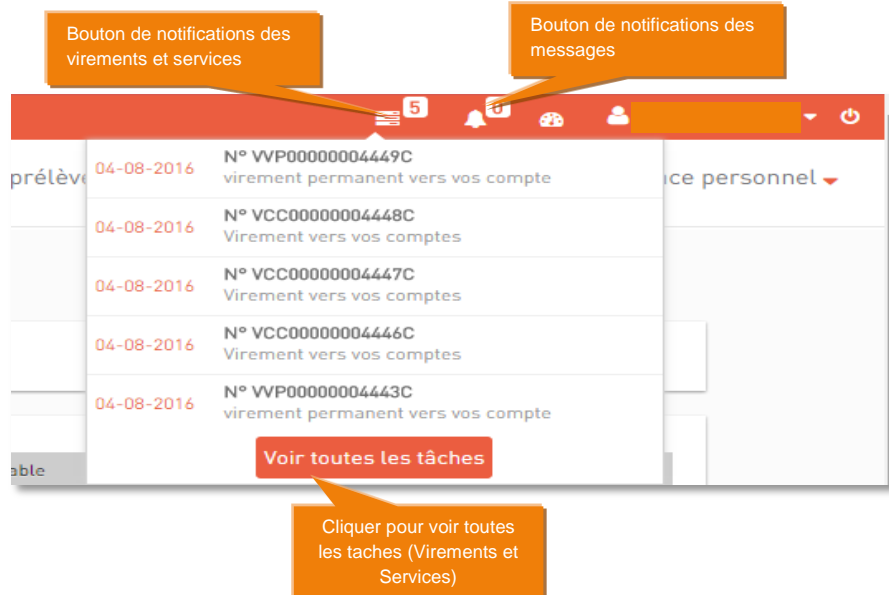 Bouton de notifications des
virements et services
Bouton de notifications des
messages
5
0
prélèv
ce personnel
04-08-2016
N° VVP00000004449C
virement permanent vers vos compte
04-08-2016
N° VCC00000004448C
Virement vers vos comptes
04-08-2016
N° VCC00000004447C
Virement vers vos comptes
04-08-2016
N° VCC00000004446C
Virement vers vos comptes
04-08-2016
N° VVP00000004443C
virement permanent vers vos compte
Voir toutes les tâches
able
Cliquer pour voir toutes
les taches (Virements et
Services)